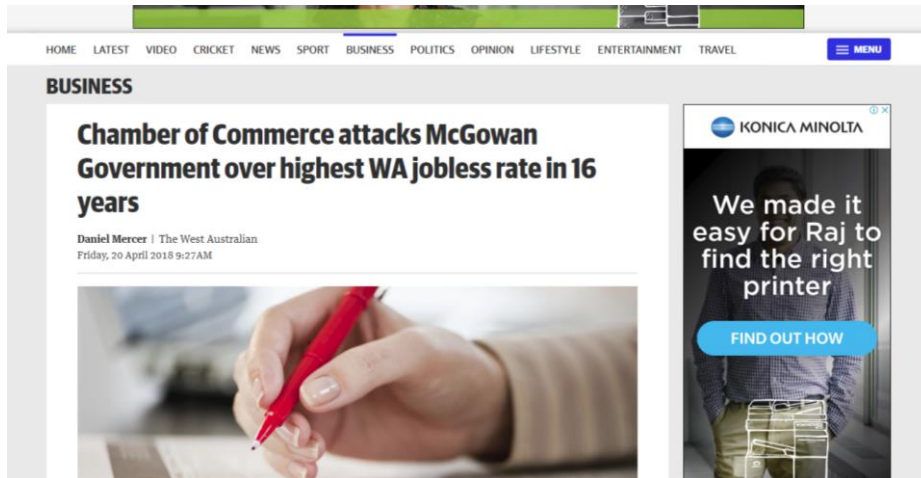 HOME LATEST VIDEO CRICKET NEWS SPORT BUSINESS POLITICS OPINION LIFESTYLE ENTERTAINMENT TRAVEL MENU
BUSINESS
Chamber of Commerce attacks McGowan
Government over highest WA jobless rate in 16
years
Daniel Mercer | The West Australian
Friday, 20 April 2018 9:27AM
KONICA MINOLTA
We made it
easy for Raj to
find the right
printer
FIND OUT HOW